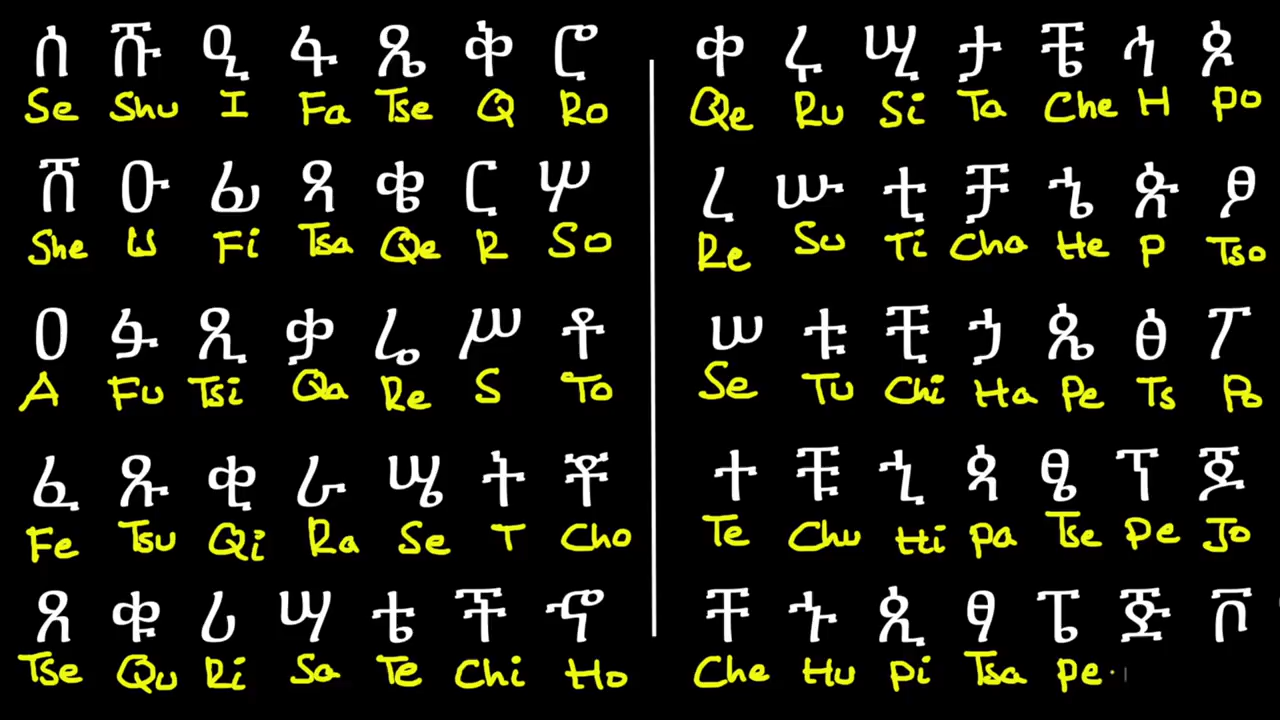 ሰ ሹ ዒ ፋ ጼ ቅ ሮ
Se Shu I Fa Tse Q Ro
ሸ ዑ ፊ ጻ ቄ ር ሦ
She U Fi Tsa Qe R So
ዐ ፉ ጺ ቃ ሬ ሥ ቶ
A Fu Tsi Qa Re S To
ፈ ጹ ቂ ራ ሤ ት ቾ
Fe Tsu Qi Ra Se T Cho
ጸ ቁ ሪ ሣ ቴ ች ኆ
Tse Qu Ri Sa Te Chi Ho
ቀ ሩ ሢ ታ ቼ ኅ ጶ
Qe Ru Si Ta Che H Po
ረ ሡ ቲ ቻ ኄ ጵ ፆ
Re Su Ti Cha He P Tso
ሠ ቱ ቺ ኃ ጴ ፅ ፖ
Se Tu Chi Ha Pe Ts Po
ተ ቹ ኂ ጳ ፄ ፕ ጆ
Te Chu Hi Pa Tse Pe Jo
ቸ ኁ ጲ ፃ ፔ ጅ ቮ
Che Hu Pi Tsa Pe